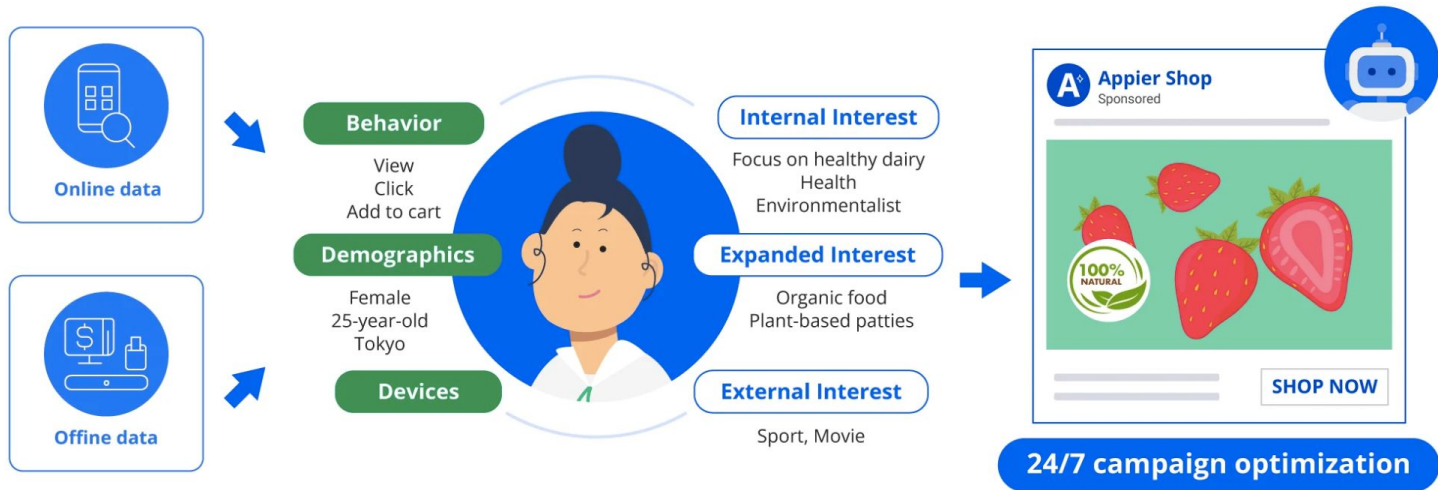 Online data
Offine data
Behavior
View
Click
Add to cart
Demographics
Female
25-year-old
Tokyo
Devices
Internal Interest
Focus on healthy dairy
Health
Environmentalist
Expanded Interest
Organic food
Plant-based patties
External Interest
Sport, Movie
A
Appier Shop
Sponsored
100%
NATURAL
SHOP NOW
24/7 campaign optimization